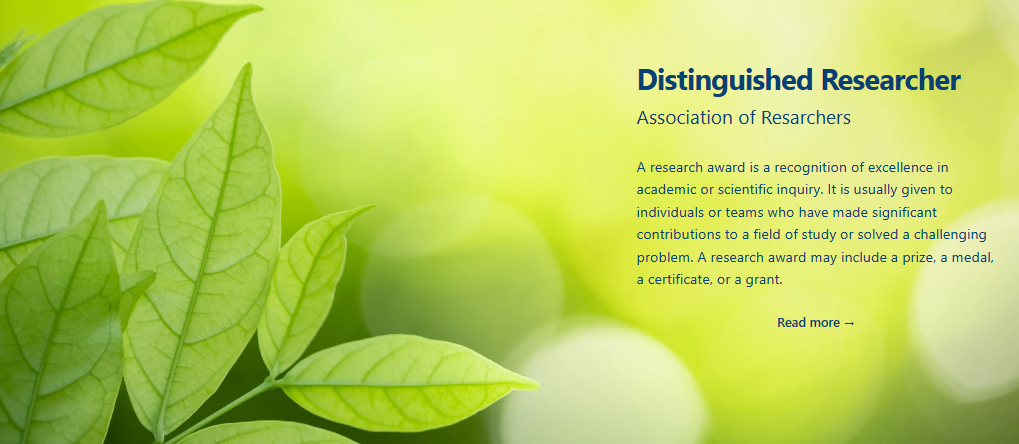 Distinguished Researcher
Association of Resarchers
A research award is a recognition of excellence in
academic or scientific inquiry. It is usually given to
individuals or teams who have made significant
contributions to a field of study or solved a challenging
problem. A research award may include a prize, a medal,
a certificate, or a grant.
Read more →